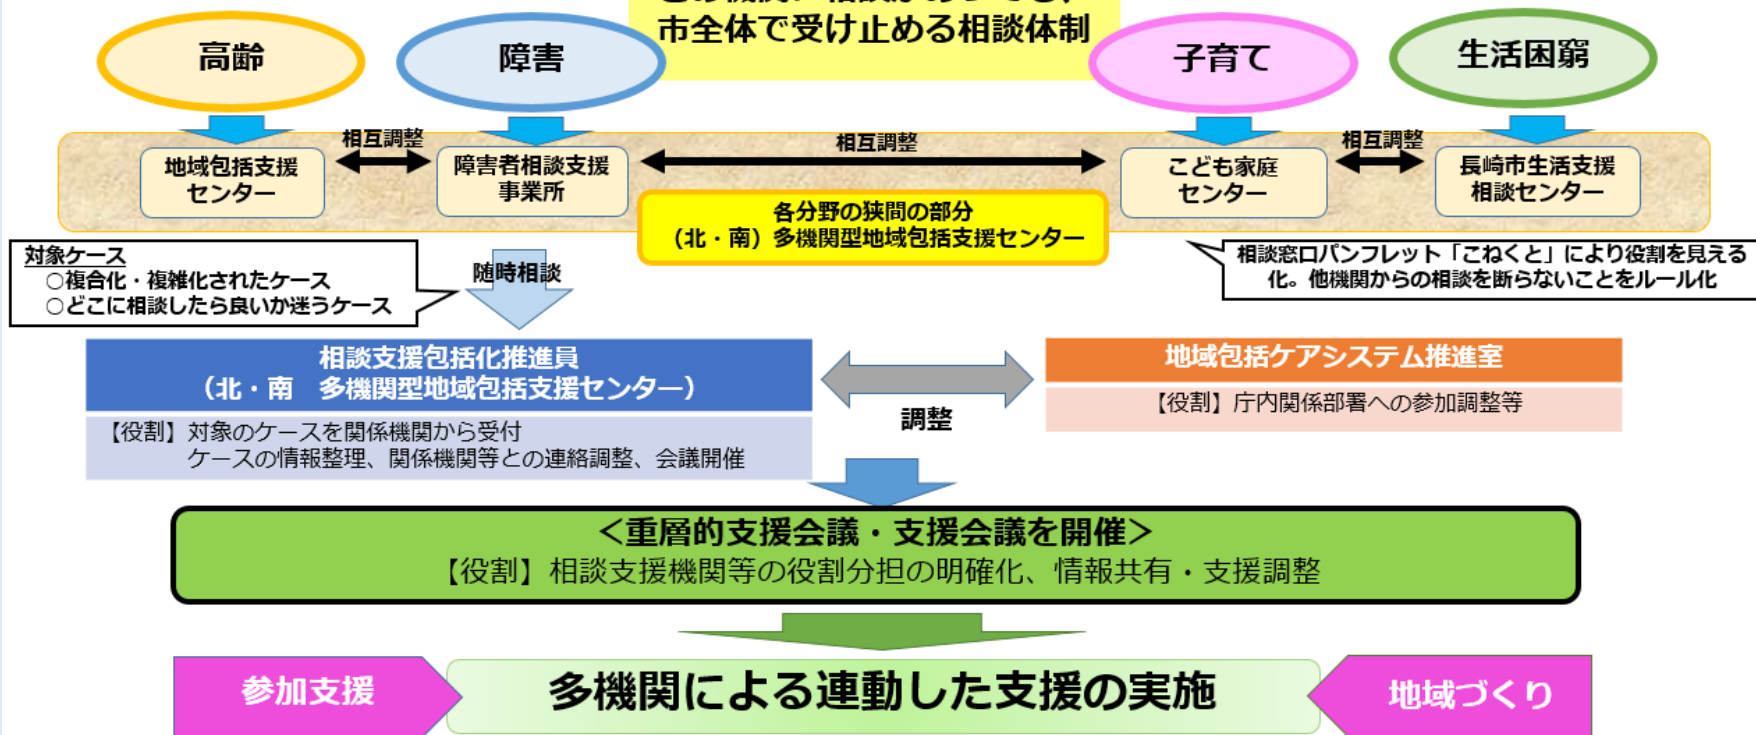 市全体で受け止める相談体制
高齢
障害
子育て
生活困窮
相互調整
相互調整
相互調整
地域包括支援
センター
障害者相談支援
事業所
こども家庭
センター
長崎市生活支援
相談センター
各分野の狭間の部分
（北・南）多機関型地域包括支援センター
対象ケース
○複合化・複雑化されたケース
○どこに相談したら良いか迷うケース
随時相談
相談窓口パンフレット「こねくと」により役割を見える
化。他機関からの相談を断らないことをルール化
相談支援包括化推進員
（北・南　多機関型地域包括支援センター）
【役割】対象のケースを関係機関から受付
ケースの情報整理、関係機関等との連絡調整、会議開催
調整
地域包括ケアシステム推進室
【役割】庁内関係部署への参加調整等
＜重層的支援会議・支援会議を開催＞
【役割】相談支援機関等の役割分担の明確化、情報共有・支援調整
参加支援
多機関による連動した支援の実施
地域づくり